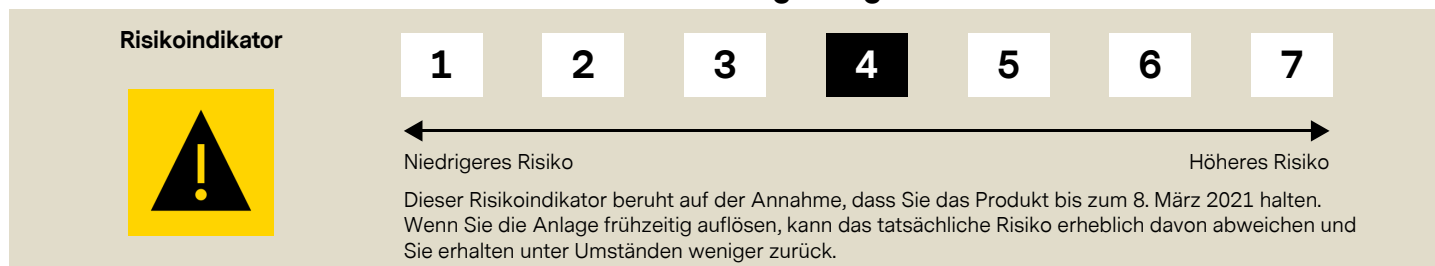 Risikoindikator
1 2 3 4 5 6 7
Niedrigeres Risiko Höheres Risiko
Dieser Risikoindikator beruht auf der Annahme, dass Sie das Produkt bis zum 8. März 2021 halten.
Wenn Sie die Anlage frühzeitig auflösen, kann das tatsächliche Risiko erheblich davon abweichen und
Sie erhalten unter Umständen weniger zurück.